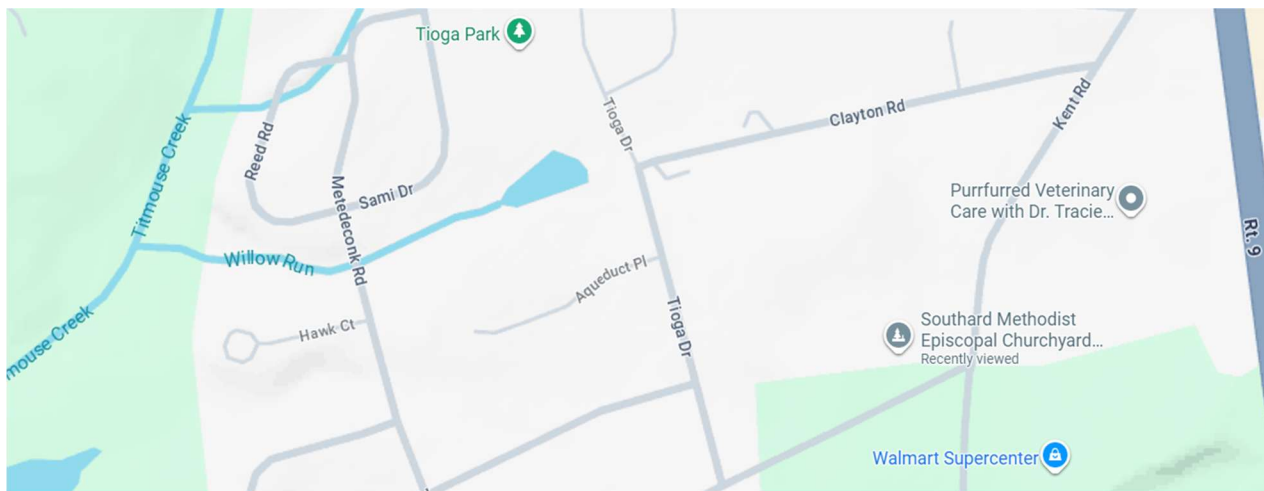 Tioga Park
Tioga Dr
Clayton Rd
Kent Rd
Titmouse Creek
Reed Rd
Metedeconk Rd
Sami Dr
Purrfurred Veterinary
Care with Dr. Tracie...
Rt. 9
Willow Run
Aqueduct Pl
Tioga Dr
mouse Creek
Hawk Ct
Southard Methodist
Episcopal Churchyard...
Recently viewed
Walmart Supercenter